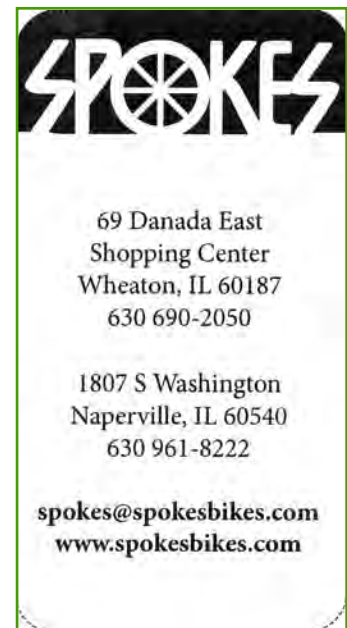 SPOKES
69 Danada East
Shopping Center
Wheaton, IL 60187
630 690-2050
1807 S Washington
Naperville, IL 60540
630 961-8222
spokes@spokesbikes.com
www.spokesbikes.com